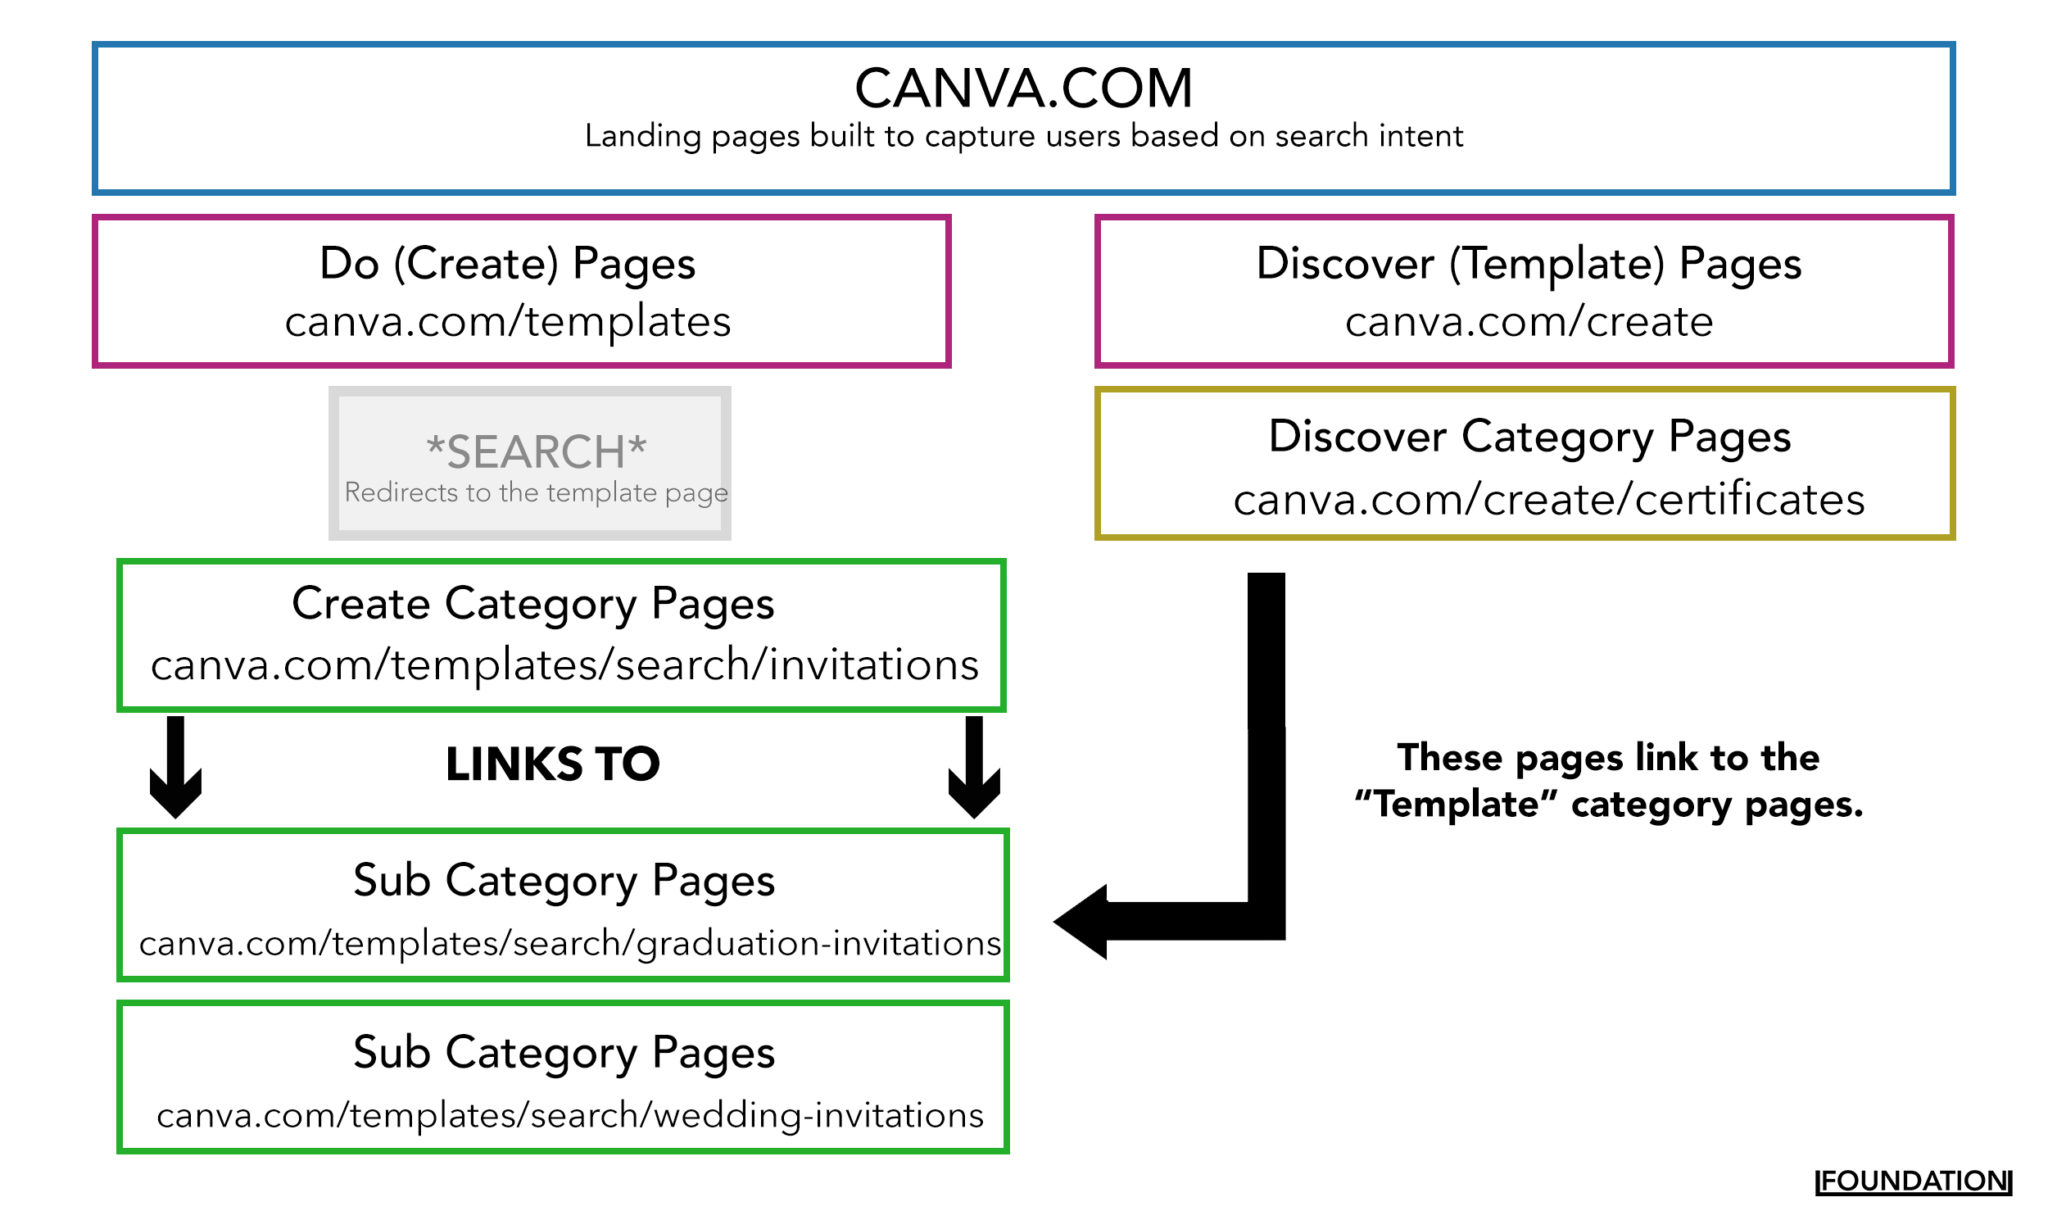 CANVA.COM
Landing pages built to capture users based on search intent
Do (Create) Pages
canva.com/templates
Discover (Template) Pages
canva.com/create
*SEARCH*
Redirects to the template page
Discover Category Pages
canva.com/create/certificates
Create Category Pages
canva.com/templates/search/invitations
LINKS TO
These pages link to the
“Template” category pages.
Sub Category Pages
canva.com/templates/search/graduation-invitations
Sub Category Pages
canva.com/templates/search/wedding-invitations
FOUNDATION